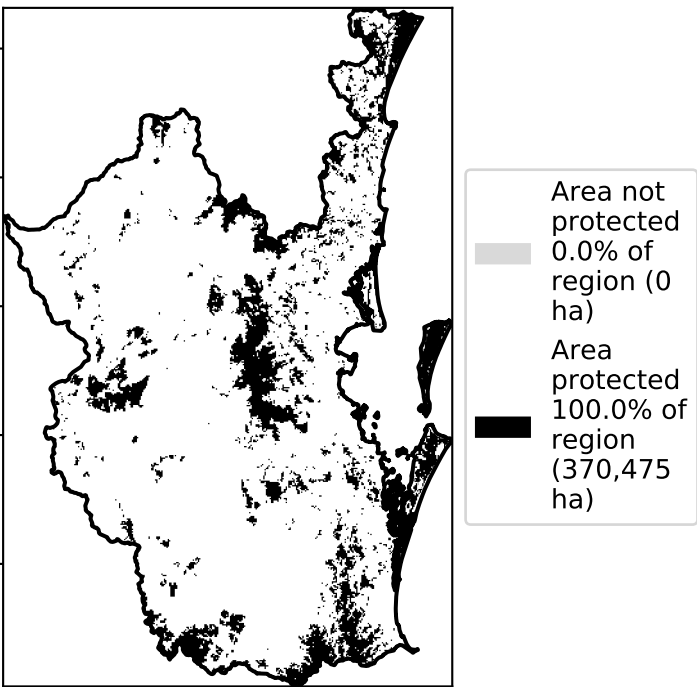 Area not
protected
0.0% of
region (0
ha)
Area
protected
100.0% of
region
(370,475
ha)